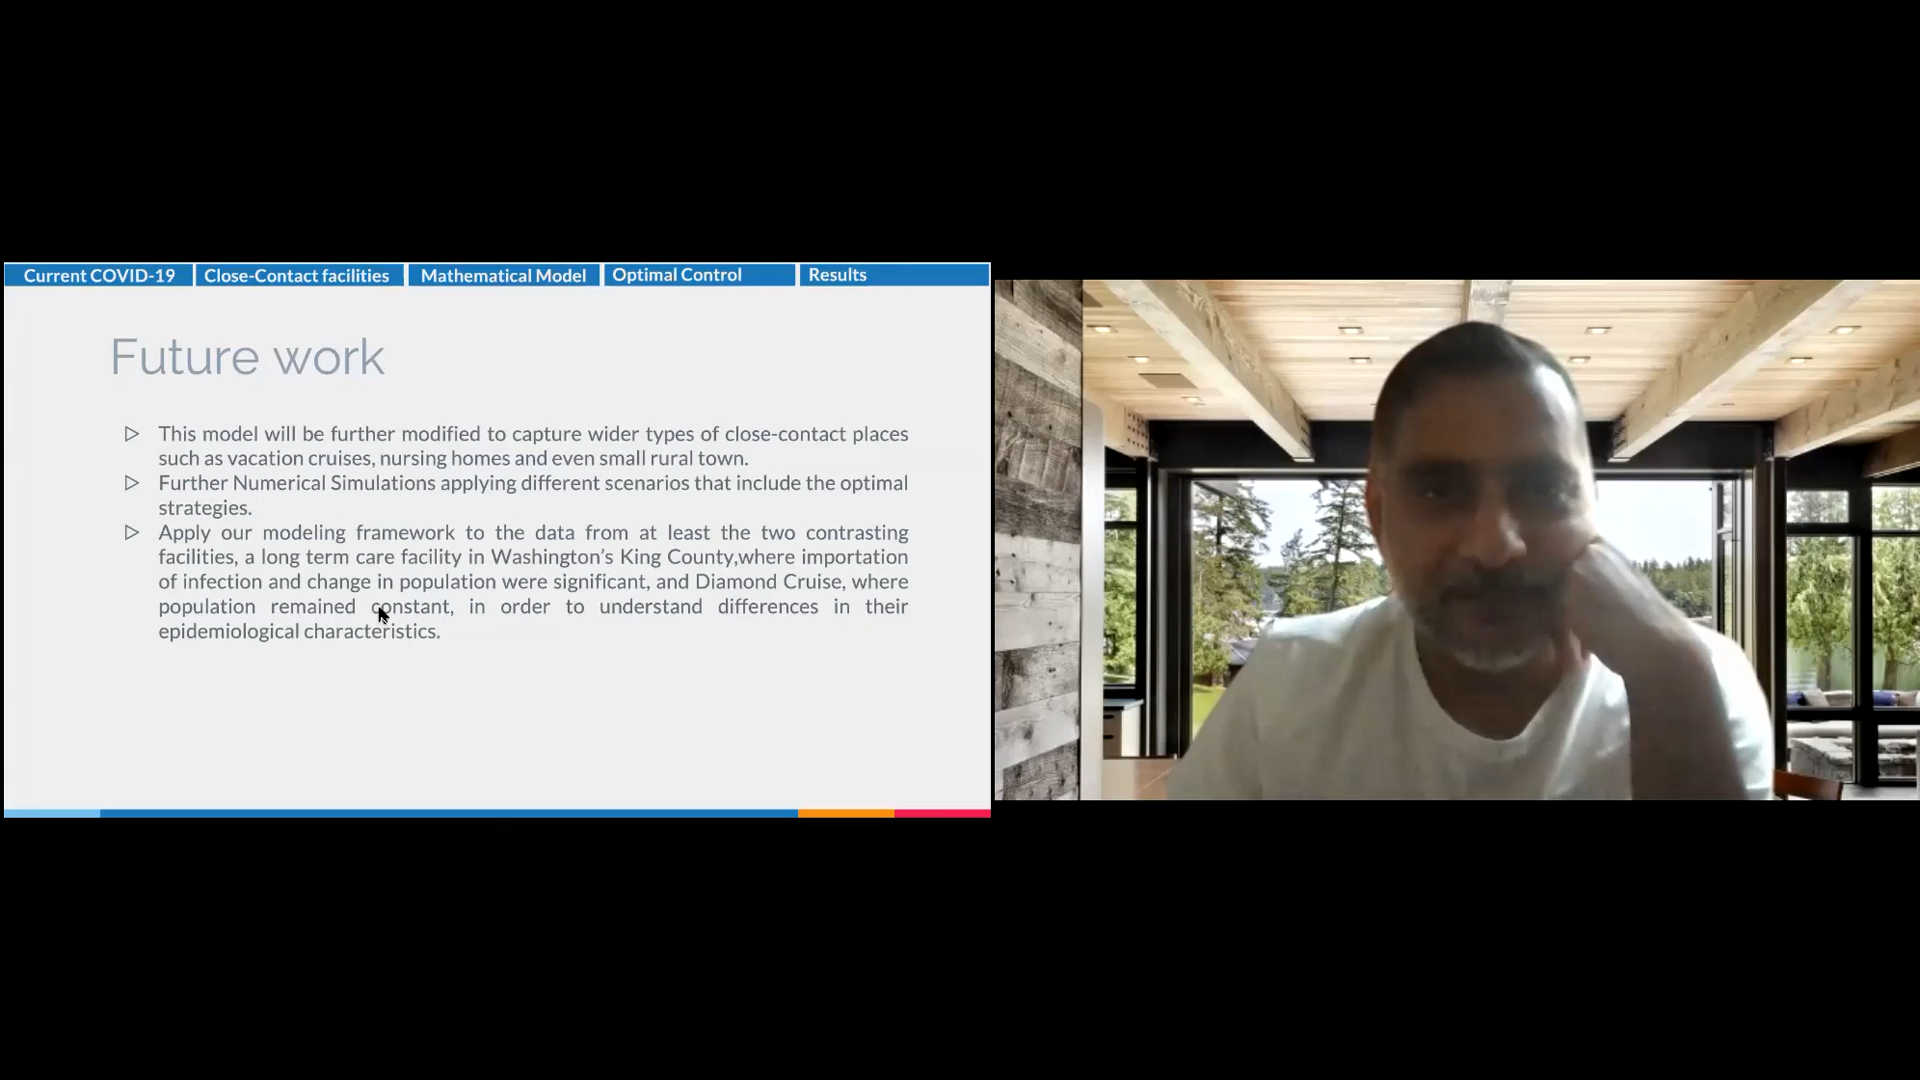 Current COVID-19
Close-Contact facilities
Mathematical Model
Optimal Control
Results
Future work
This model will be further modified to capture wider types of close-contact places
such as vacation cruises, nursing homes and even small rural town.
Further Numerical Simulations applying different scenarios that include the optimal
strategies.
Apply our modeling framework to the data from at least the two contrasting
facilities, a long term care facility in Washington’s King County,where importation
of infection and change in population were significant, and Diamond Cruise, where
population remained constant, in order to understand differences in their
epidemiological characteristics.